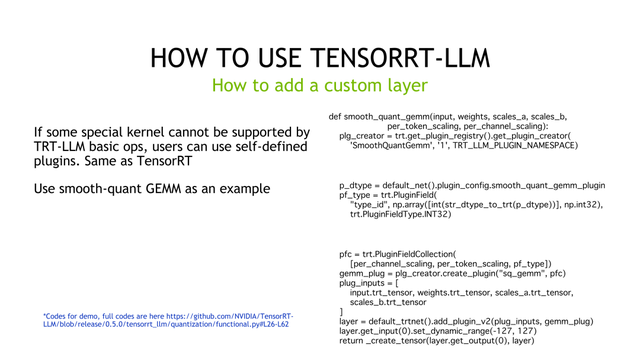 HOW TO USE TENSORRT-LLM
How to add a custom layer
If some special kernel cannot be supported by
TRT-LLM basic ops, users can use self-defined
plugins. Same as TensorRT
Use smooth-quant GEMM as an example
*Codes for demo, full codes are here https://github.com/NVIDIA/TensorRT-
LLM/blob/release/0.5.0/tensorrt_llm/quantization/functional.py#L26-L62
def smooth_quant_gemm(input, weights, scales_a, scales_b,
per_token_scaling, per_channel_scaling):
plg_creator = trt.get_plugin_registry().get_plugin_creator(
'SmoothQuantGemm', '1', TRT_LLM_PLUGIN_NAMESPACE)
p_dtype = default_net().plugin_config.smooth_quant_gemm_plugin
pf_type = trt.PluginField(
"type_id", np.array([int(str_dtype_to_trt(p_dtype))], np.int32),
trt.PluginFieldType.INT32)
pfc = trt.PluginFieldCollection(
[per_channel_scaling, per_token_scaling, pf_type])
gemm_plug = plg_creator.create_plugin("sq_gemm", pfc)
plug_inputs = [
input.trt_tensor, weights.trt_tensor, scales_a.trt_tensor,
scales_b.trt_tensor
]
layer = default_trtnet().add_plugin_v2(plug_inputs, gemm_plug)
layer.get_input(0).set_dynamic_range(-127, 127)
return _create_tensor(layer.get_output(0), layer)